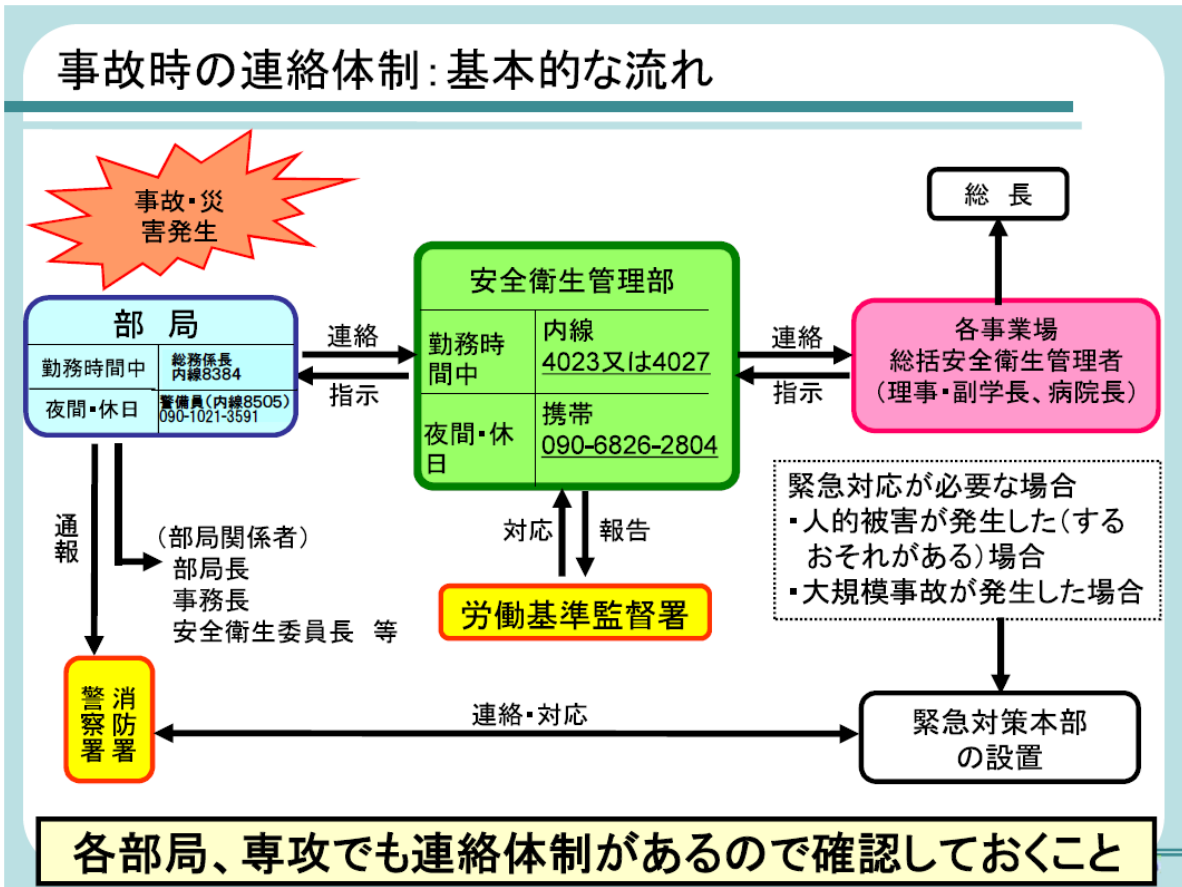 事故時の連絡体制:基本的な流れ
事故・災
害発生
総　長
安全衛生管理部
勤務時
間中
内線
4023又は4027
夜間・休
日
携帯
090-6826-2804
部　局
勤務時間中
総務係長
内線8384
夜間・休日
警備員(内線8505)
090-1021-3591
連絡
指示
連絡
指示
各事業場
総括安全衛生管理者
(理事・副学長、病院長)
通報
(部局関係者)
部局長
事務長
安全衛生委員長　等
対応
報告
労働基準監督署
緊急対応が必要な場合
・人的被害が発生した(する
おそれがある)場合
・大規模事故が発生した場合
消防署
警察署
連絡・対応
緊急対策本部
の設置
各部局、専攻でも連絡体制があるので確認しておくこと